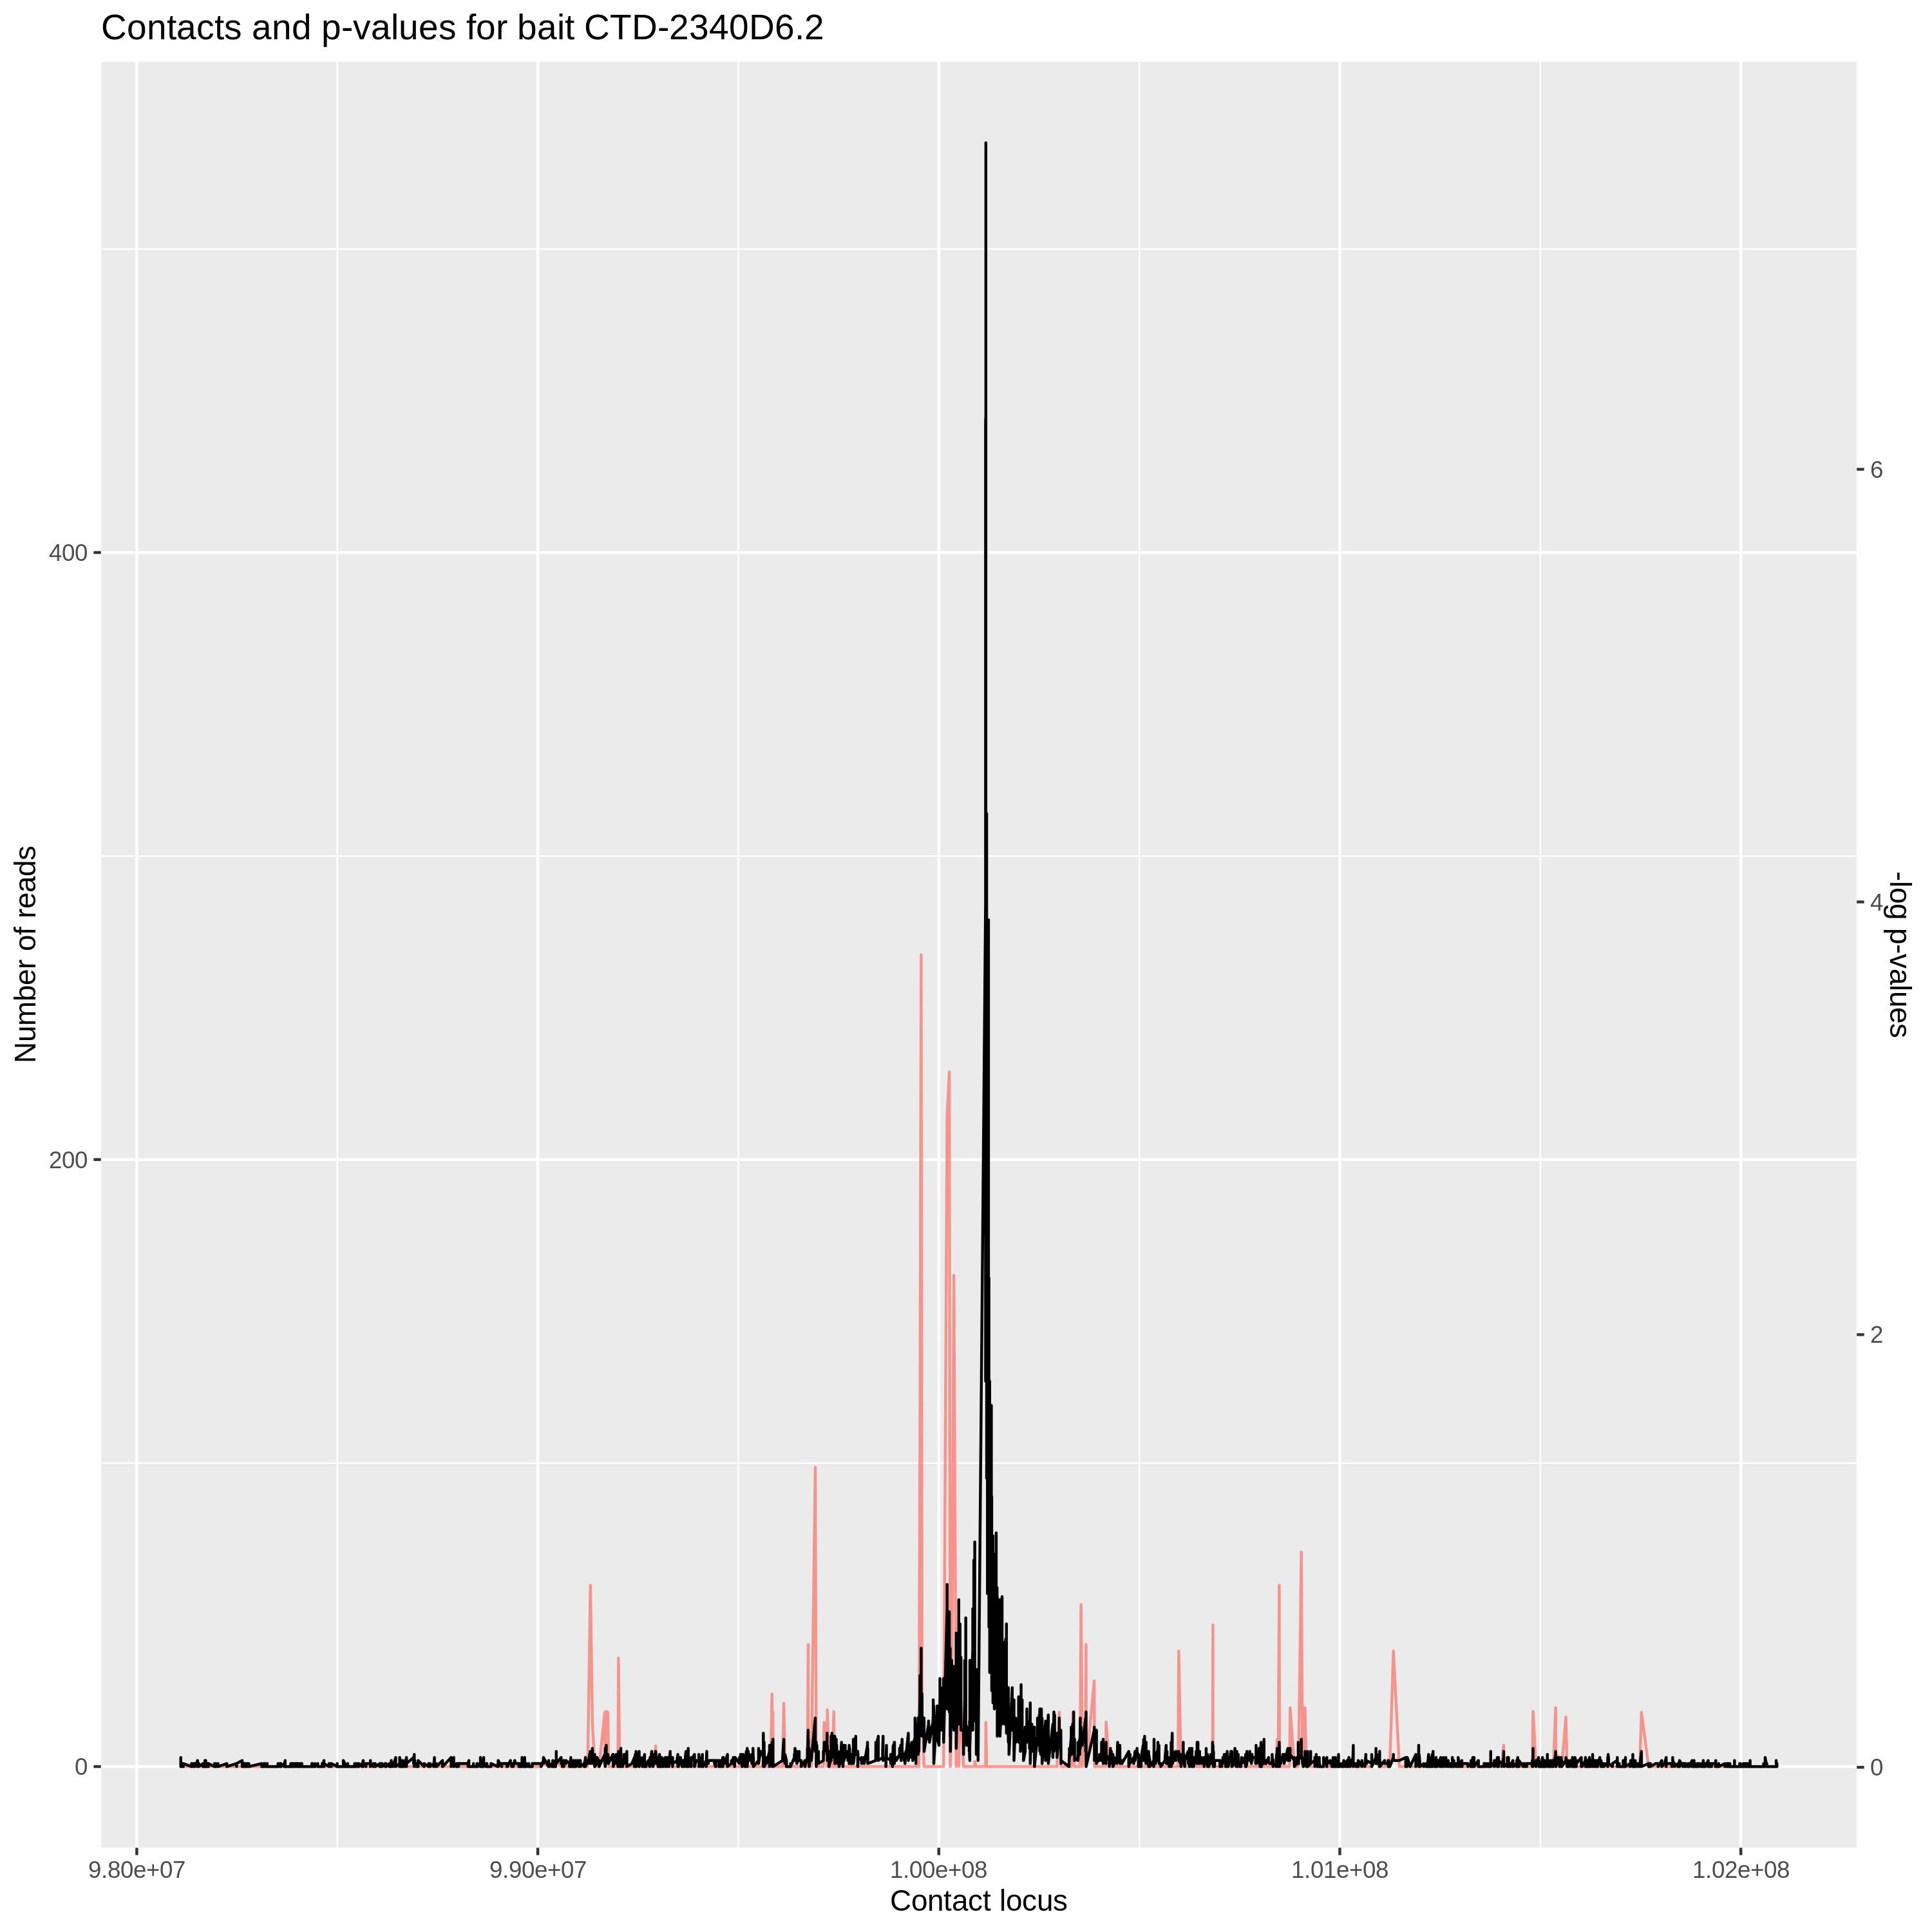 Contacts and p-values for bait CTD-2340D6.2
Number of reads
400
200
0
6
4
2
0
-log p-values
9.80e+07 9.90e+07 1.00e+08 1.01e+08 1.02e+08
Contact locus